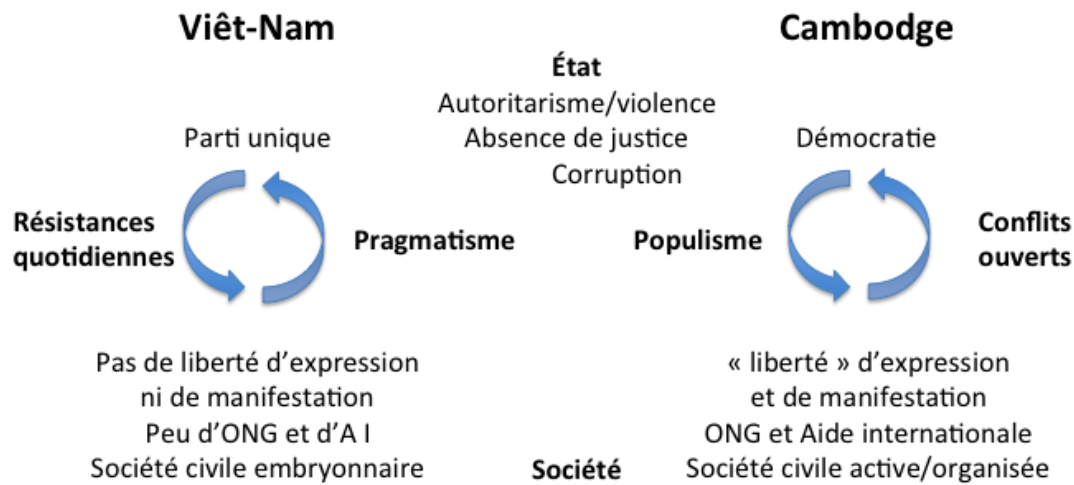 Viêt-Nam
Cambodge
État
Autoritarisme/violence
Parti unique
Absence de justice
Démocratie
Corruption
Résistances
quotidiennes
Pragmatisme
Populisme
Conflits
ouverts
Pas de liberté d’expression
ni de manifestation
Peu d’ONG et d’A I
Société civile embryonnaire
Société
« liberté » d’expression
et de manifestation
ONG et Aide internationale
Société civile active/organisée